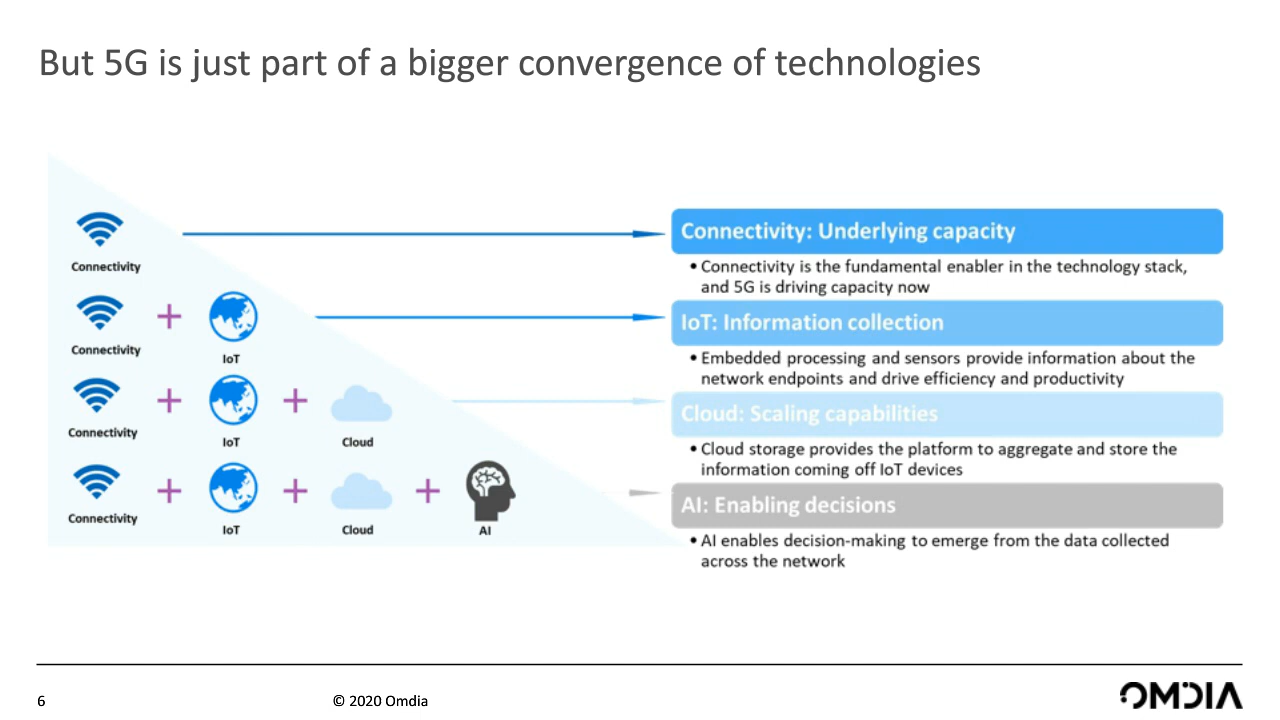 But 5G is just part of a bigger convergence of technologies
Connectivity
Connectivity: Underlying capacity
• Connectivity is the fundamental enabler in the technology stack,
and 5G is driving capacity now
Connectivity + IoT
IoT: Information collection
• Embedded processing and sensors provide information about the
network endpoints and drive efficiency and productivity
Connectivity + IoT + Cloud
Cloud: Scaling capabilities
• Cloud storage provides the platform to aggregate and store the
information coming off IoT devices
Connectivity + IoT + Cloud + AI
AI: Enabling decisions
• AI enables decision-making to emerge from the data collected
across the network
6
© 2020 Omdia
OMDIA